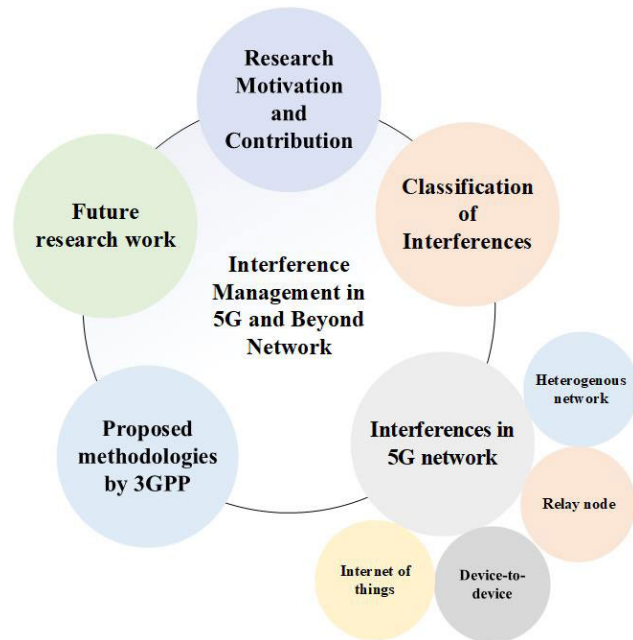 Research
Motivation
and
Contribution
Classification
of
Interferences
Future
research work
Interference
Management in
5G and Beyond
Network
Heterogenous
network
Interferences in
5G network
Proposed
methodologies
by 3GPP
Relay node
Internet of
things
Device-to-
device